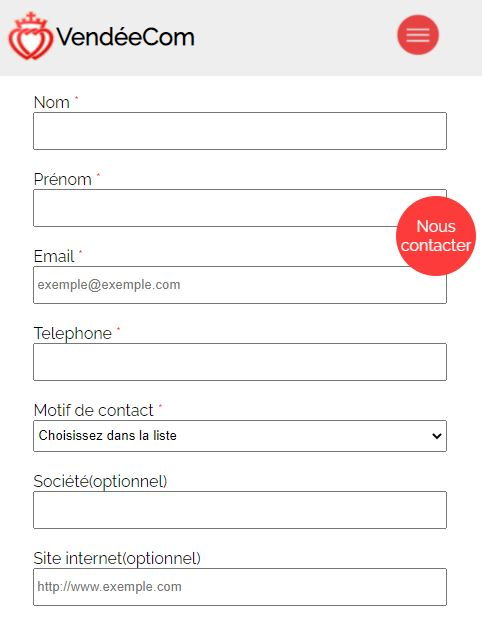 VendéeCom
Nom *
Prénom *
Nous
contacter
Email *
exemple@exemple.com
Telephone *
Motif de contact *
Choisissez dans la liste
Société(optionnel)
Site internet(optionnel)
http://www.exemple.com